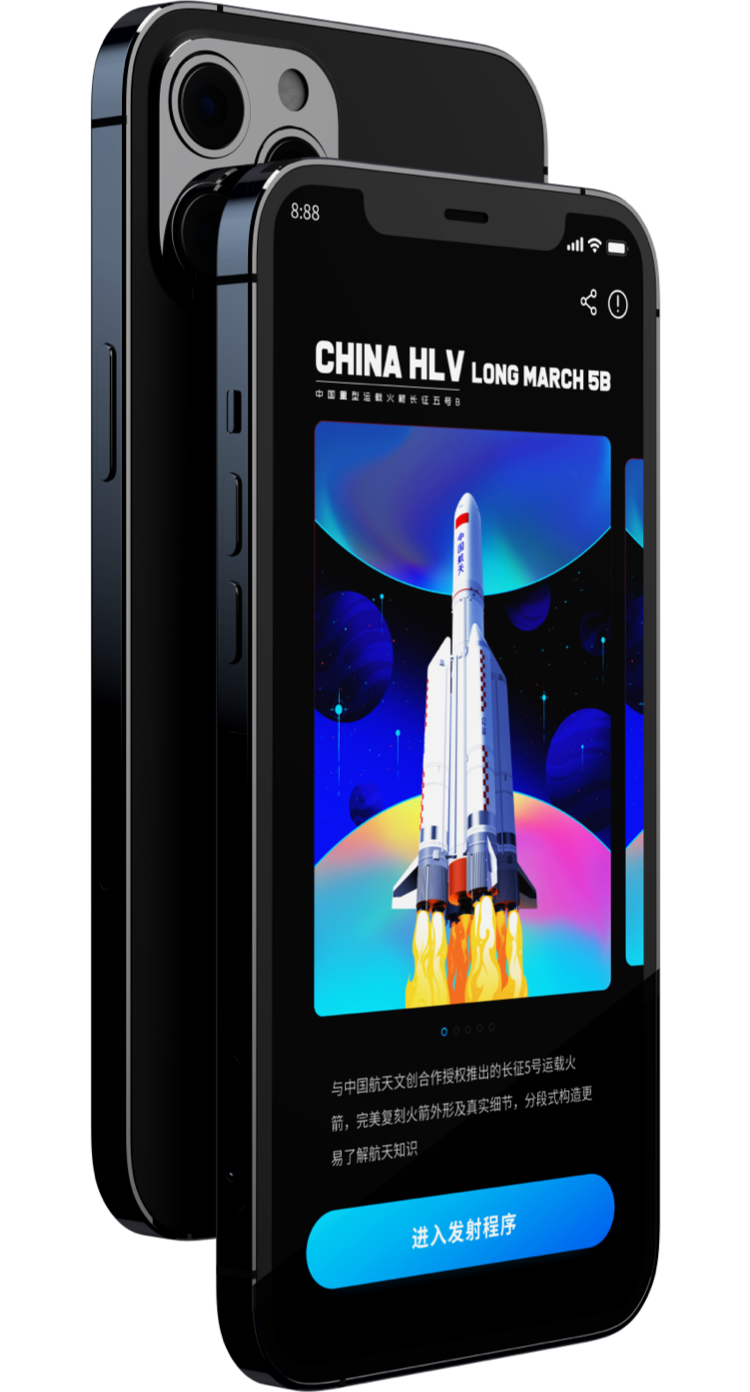 8:88
CHINA HLV LONG MARCH 5B
中国重型运载火箭长征五号B
中国航天
与中国航天文创合作授权推出的长征5号运载火
箭，完美复刻火箭外形及真实细节，分段式构造更
易了解航天知识
进入发射程序